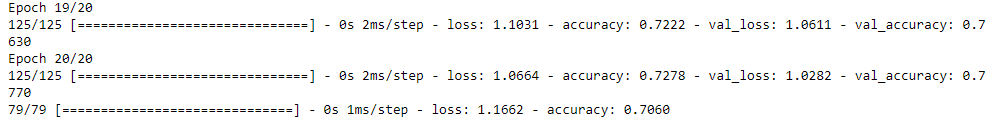 Epoch 19/20
125/125 [==============================] - 0s 2ms/step - loss: 1.1031 - accuracy: 0.7222 - val_loss: 1.0611 - val_accuracy: 0.7
630
Epoch 20/20
125/125 [==============================] - 0s 2ms/step - loss: 1.0664 - accuracy: 0.7278 - val_loss: 1.0282 - val_accuracy: 0.7
770
79/79 [==============================] - 0s 1ms/step - loss: 1.1662 - accuracy: 0.7060